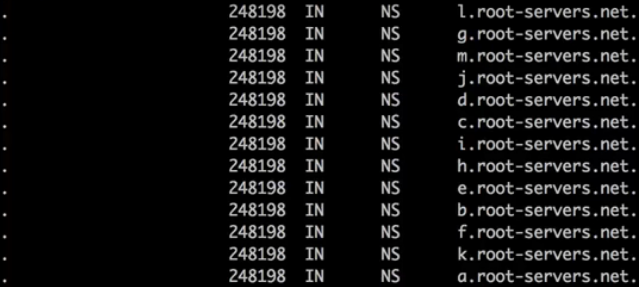 . 248198 IN NS l.root-servers.net.
. 248198 IN NS g.root-servers.net.
. 248198 IN NS m.root-servers.net.
. 248198 IN NS j.root-servers.net.
. 248198 IN NS d.root-servers.net.
. 248198 IN NS c.root-servers.net.
. 248198 IN NS i.root-servers.net.
. 248198 IN NS h.root-servers.net.
. 248198 IN NS e.root-servers.net.
. 248198 IN NS b.root-servers.net.
. 248198 IN NS f.root-servers.net.
. 248198 IN NS k.root-servers.net.
. 248198 IN NS a.root-servers.net.